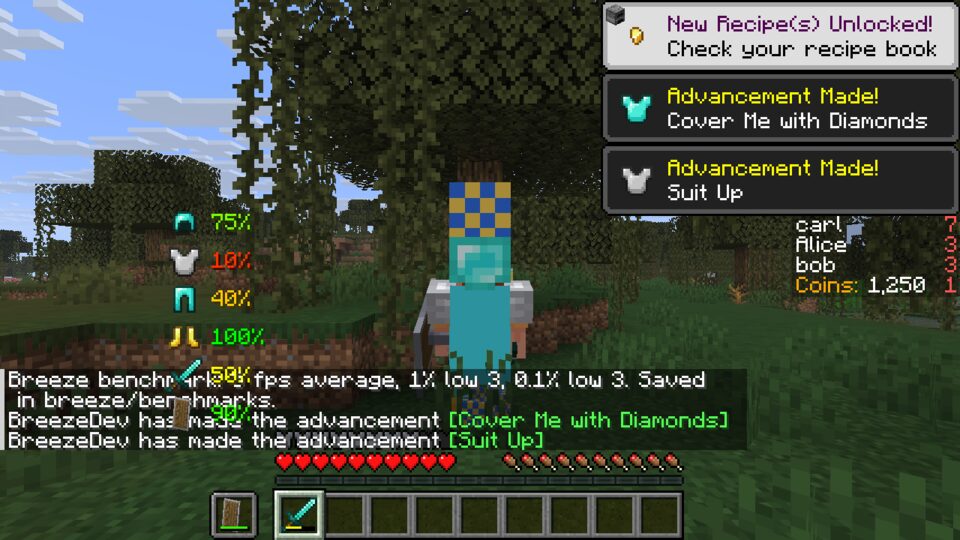 New Recipe(s) Unlocked!
Check your recipe book
Advancement Made!
Cover Me with Diamonds
Advancement Made!
Suit Up
carl 7
Alice 3
bob 3
Coins: 1,250 1
75%
10%
40%
100%
50%
90%
Breeze fps average, 1% low 3, 0.1% low 3. Saved
in breeze/benchmarks.
BreezeDev has made the advancement [Cover Me with Diamonds]
BreezeDev has made the advancement [Suit Up]